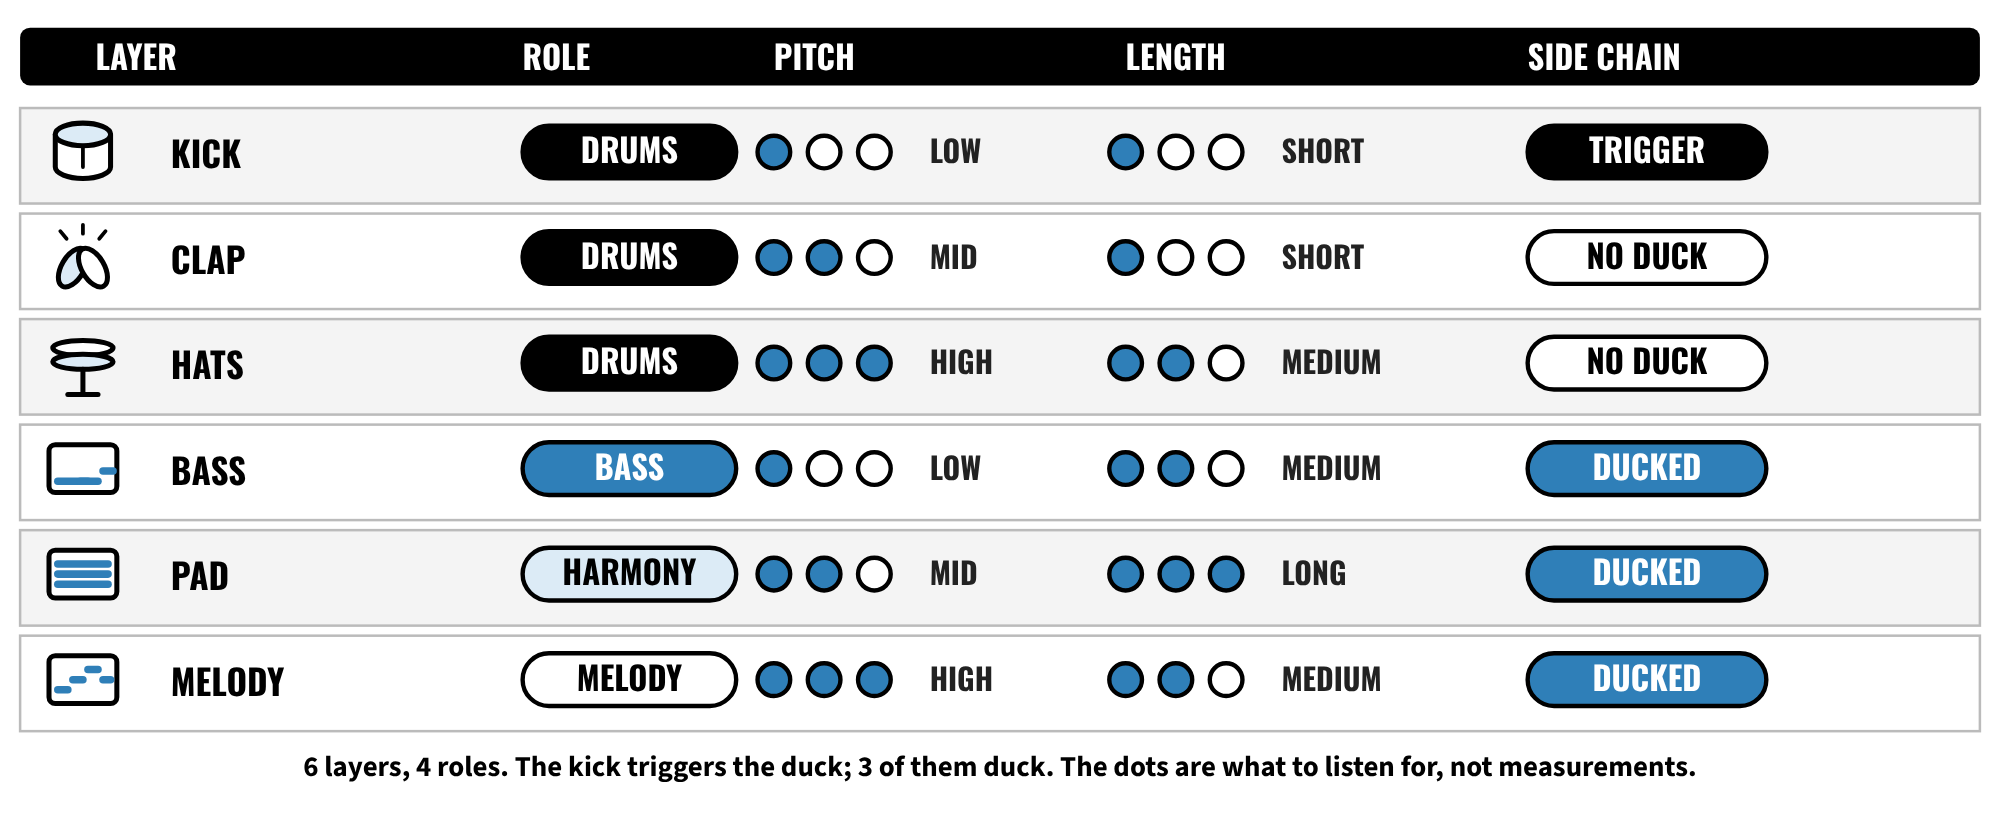 LAYER ROLE PITCH LENGTH SIDE CHAIN
KICK DRUMS LOW SHORT TRIGGER
CLAP DRUMS MID SHORT NO DUCK
HATS DRUMS HIGH MEDIUM NO DUCK
BASS BASS LOW MEDIUM DUCKED
PAD HARMONY MID LONG DUCKED
MELODY MELODY HIGH MEDIUM DUCKED
6 layers, 4 roles. The kick triggers the duck; 3 of them duck. The dots are what to listen for, not measurements.